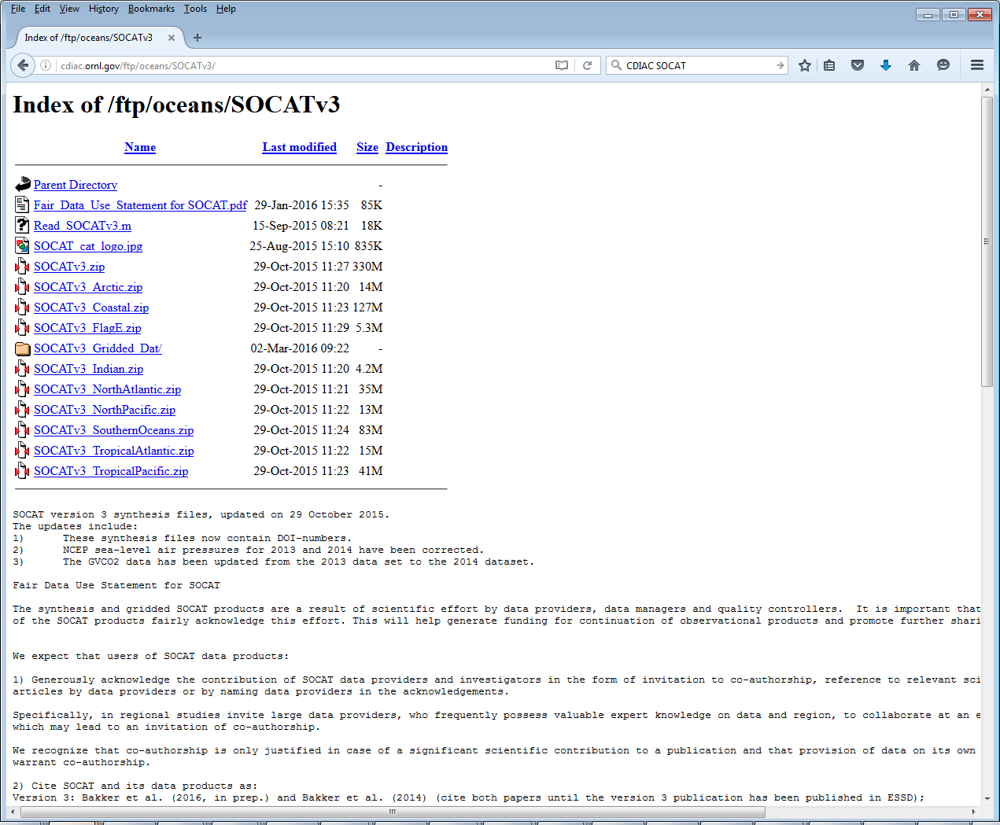 File Edit View History Bookmarks Tools Help
Index of /ftp/oceans/SOCATv3
cdiac.ornl.gov/ftp/oceans/SOCATv3/
CDIAC SOCAT
Index of /ftp/oceans/SOCATv3
Name Last modified Size Description
Parent Directory -
Fair_Data_Use_Statement for SOCAT.pdf 29-Jan-2016 15:35 85K
Read_SOCATv3.m 15-Sep-2015 08:21 18K
SOCAT_cat_logo.jpg 25-Aug-2015 15:10 835K
SOCATv3.zip 29-Oct-2015 11:27 330M
SOCATv3_Arctic.zip 29-Oct-2015 11:20 14M
SOCATv3_Coastal.zip 29-Oct-2015 11:23 127M
SOCATv3_FlagE.zip 29-Oct-2015 11:29 5.3M
SOCATv3_Gridded_Dat/ 02-Mar-2016 09:22 -
SOCATv3_Indian.zip 29-Oct-2015 11:20 4.2M
SOCATv3_NorthAtlantic.zip 29-Oct-2015 11:21 35M
SOCATv3_NorthPacific.zip 29-Oct-2015 11:22 13M
SOCATv3_SouthernOceans.zip 29-Oct-2015 11:24 83M
SOCATv3_TropicalAtlantic.zip 29-Oct-2015 11:22 15M
SOCATv3_TropicalPacific.zip 29-Oct-2015 11:23 41M
SOCAT version 3 synthesis files, updated on 29 October 2015.
The updates include:
1) These synthesis files now contain DOI-numbers.
2) NCEP sea-level air pressures for 2013 and 2014 have been corrected.
3) The GVCO2 data has been updated from the 2013 data set to the 2014 dataset.
Fair Data Use Statement for SOCAT
The synthesis and gridded SOCAT products are a result of scientific effort by data providers, data managers and quality controllers. It is important that
of the SOCAT products fairly acknowledge this effort. This will help generate funding for continuation of observational products and promote further shari
We expect that users of SOCAT data products:
1) Generously acknowledge the contribution of SOCAT data providers and investigators in the form of invitation to co-authorship, reference to relevant sci
articles by data providers or by naming data providers in the acknowledgements.
Specifically, in regional studies invite large data providers, who frequently possess valuable expert knowledge on data and region, to collaborate at an e
which may lead to an invitation of co-authorship.
We recognize that co-authorship is only justified in case of a significant scientific contribution to a publication and that provision of data on its own
warrant co-authorship.
2) Cite SOCAT and its data products as:
Version 3: Bakker et al. (2016, in prep.) and Bakker et al. (2014) (cite both papers until the version 3 publication has been published in ESSD);